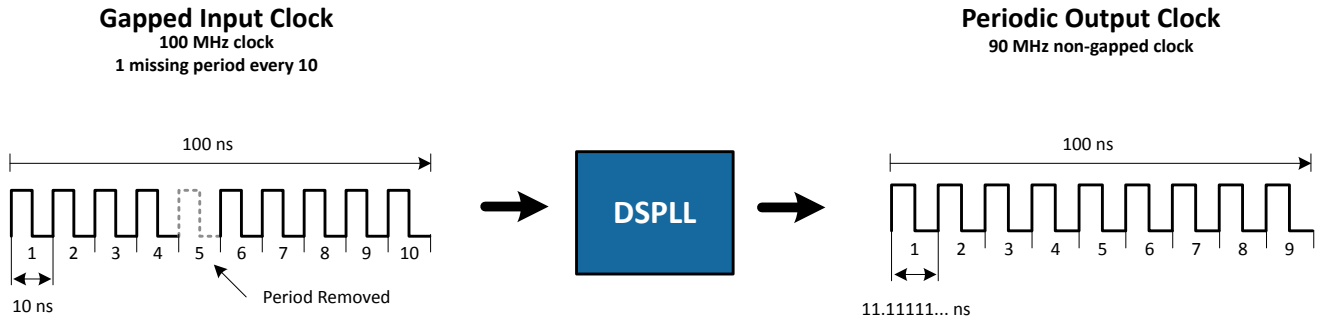 Gapped Input Clock
100 MHz clock
1 missing period every 10
100 ns
1 2 3 4 5 6 7 8 9 10
10 ns
Period Removed
DSPLL
Periodic Output Clock
90 MHz non-gapped clock
100 ns
1 2 3 4 5 6 7 8 9
11.11111... ns